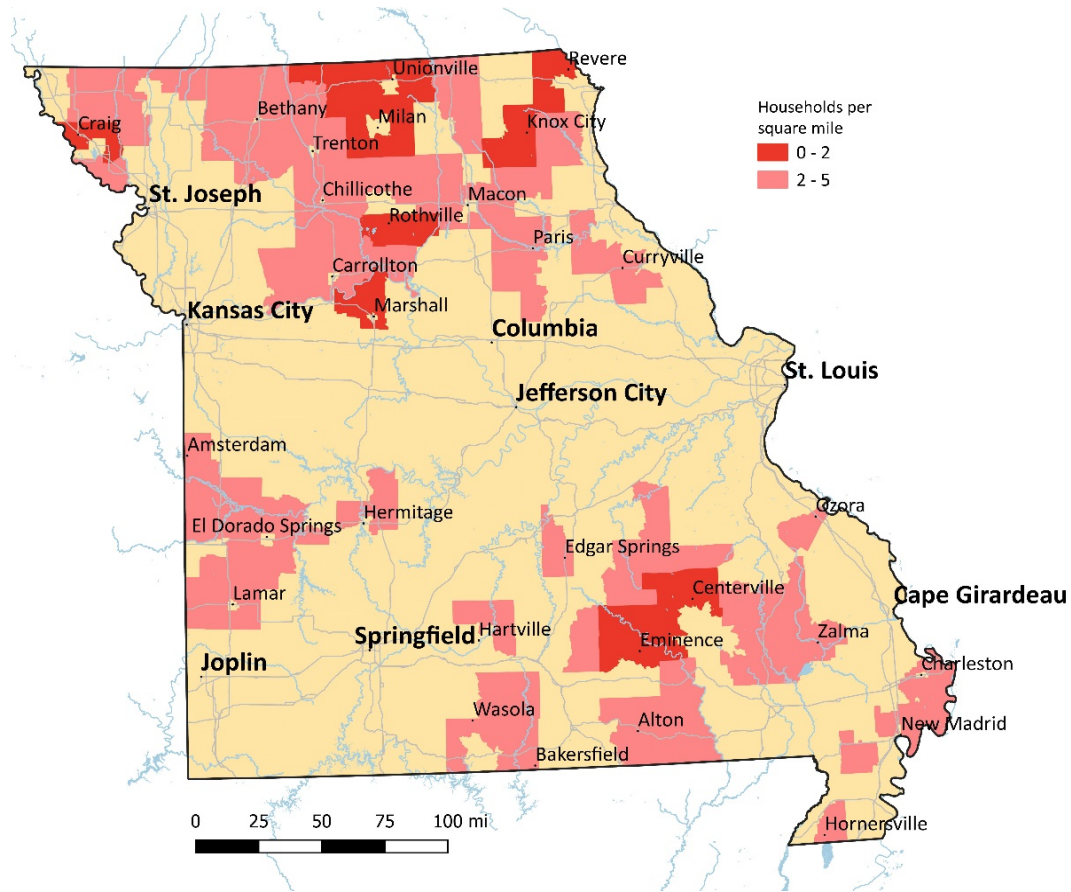 Revere
Unionville
Households per
square mile
0 - 2
2 - 5
Bethany
Milan
Craig
Knox City
Trenton
St. Joseph
Chillicothe
Macon
Rothville
Paris
Curryville
Carrollton
Marshall
Kansas City
Columbia
St. Louis
Jefferson City
Amsterdam
Ozora
Hermitage
El Dorado Springs
Edgar Springs
Centerville
Cape Girardeau
Lamar
Springfield
Hartville
Eminence
Zalma
Joplin
Charleston
Wasola
Alton
New Madrid
Bakersfield
0 25 50 75 100 mi
Hornersville